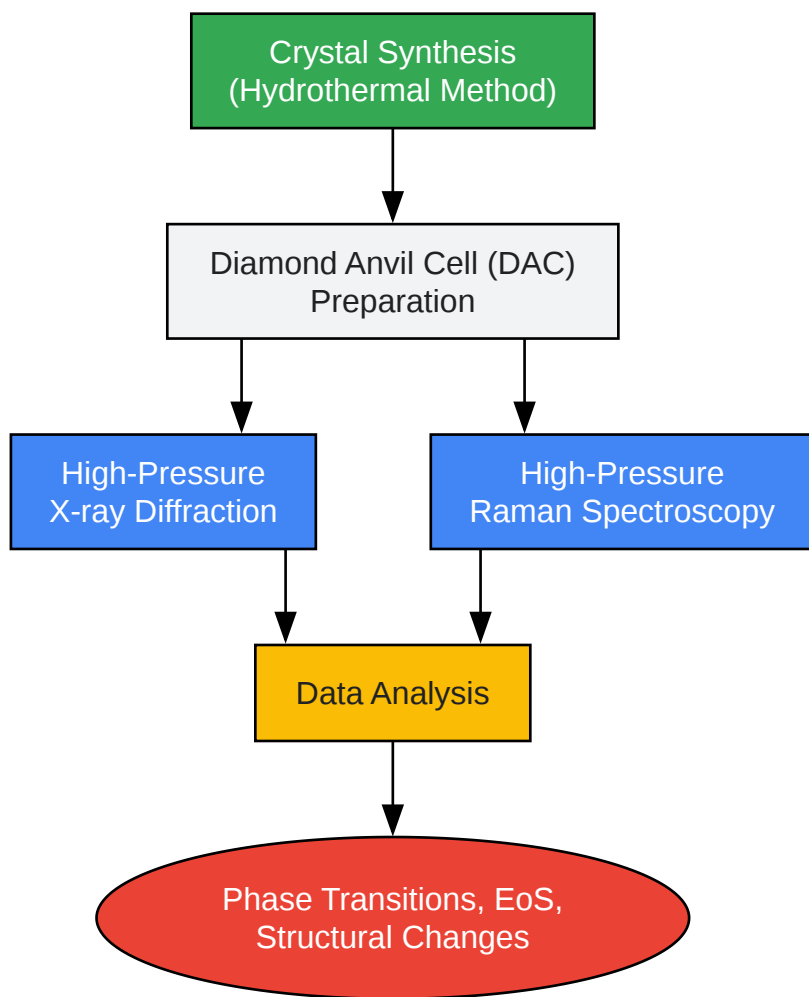 Crystal Synthesis
(Hydrothermal Method)
Diamond Anvil Cell (DAC)
Preparation
High-Pressure
X-ray Diffraction
High-Pressure
Raman Spectroscopy
Data Analysis
Phase Transitions, EoS,
Structural Changes